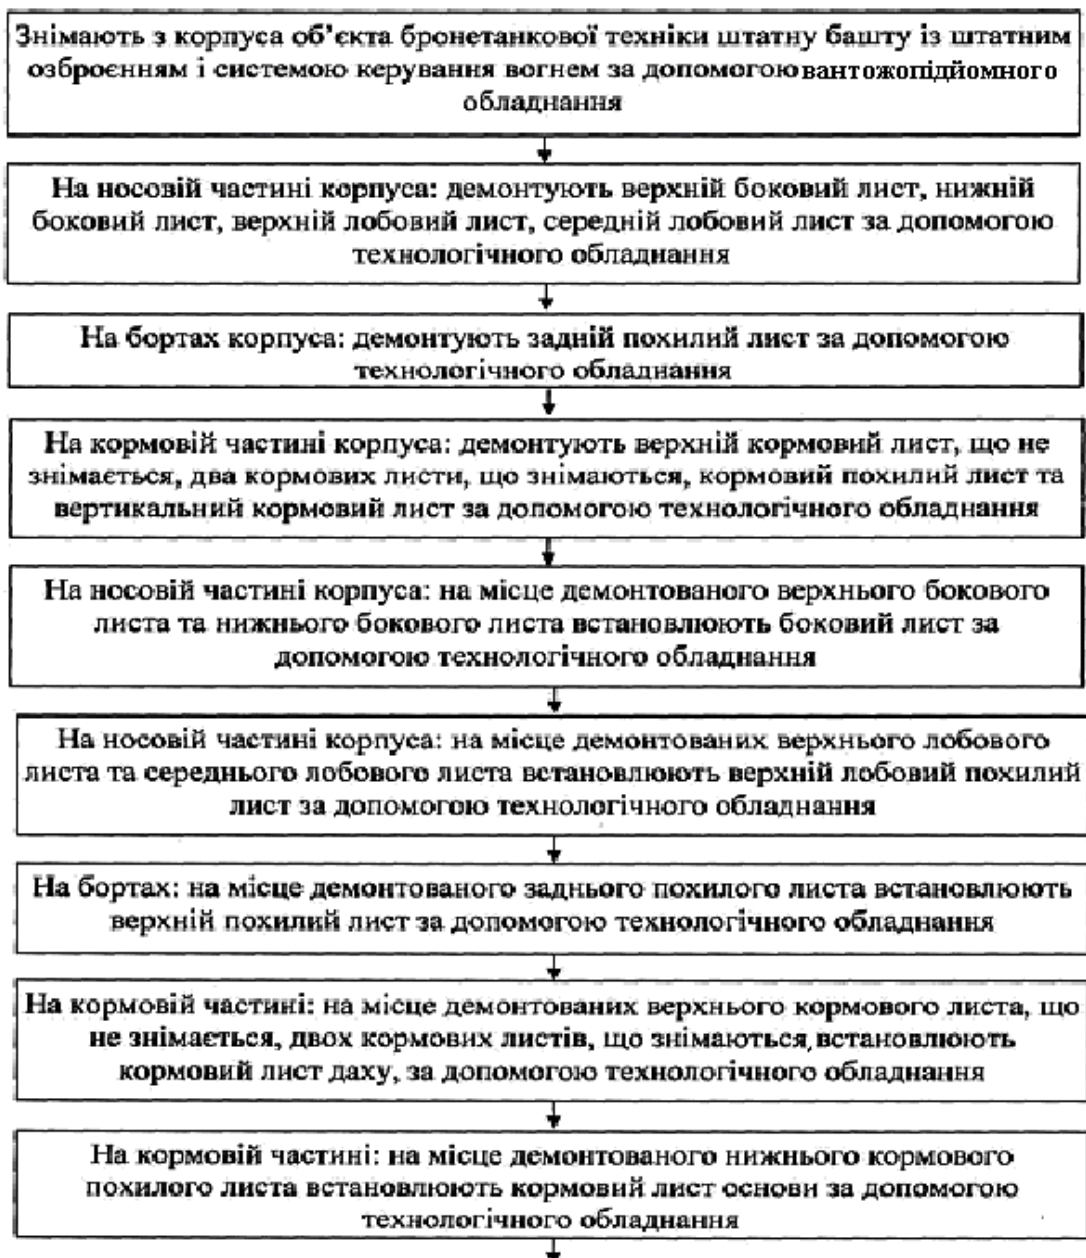 Знімають з корпуса об’єкта бронетанкової техніки штатну башту із штатним
озброєнням і системою керування вогнем за допомогою вантожопідйомного
обладнання
На носовій частині корпуса: демонтують верхній боковий лист, нижній
боковий лист, верхній лобовий лист, середній лобовий лист за допомогою
технологічного обладнання
На бортах корпуса: демонтують задній похилий лист за допомогою
технологічного обладнання
На кормовій частині корпуса: демонтують верхній кормовий лист, що не
знімається, два кормових листи, що знімаються, кормовий похилий лист та
вертикальний кормовий лист за допомогою технологічного обладнання
На носовій частині корпуса: на місце демонтованого верхнього бокового
листа та нижнього бокового листа встановлюють боковий лист за
допомогою технологічного обладнання
На носовій частині корпуса: на місце демонтованих верхнього лобового
листа та середнього лобового листа встановлюють верхній лобовий похилий
лист за допомогою технологічного обладнання
На бортах: на місце демонтованого заднього похилого листа встановлюють
верхній похилий лист за допомогою технологічного обладнання
На кормовій частині: на місце демонтованих верхнього кормового листа, що
не знімається, двох кормових листів, що знімаються, встановлюють
кормовий лист даху, за допомогою технологічного обладнання
На кормовій частині: на місце демонтованого нижнього кормового
похилого листа встановлюють кормовий лист основи за допомогою
технологічного обладнання